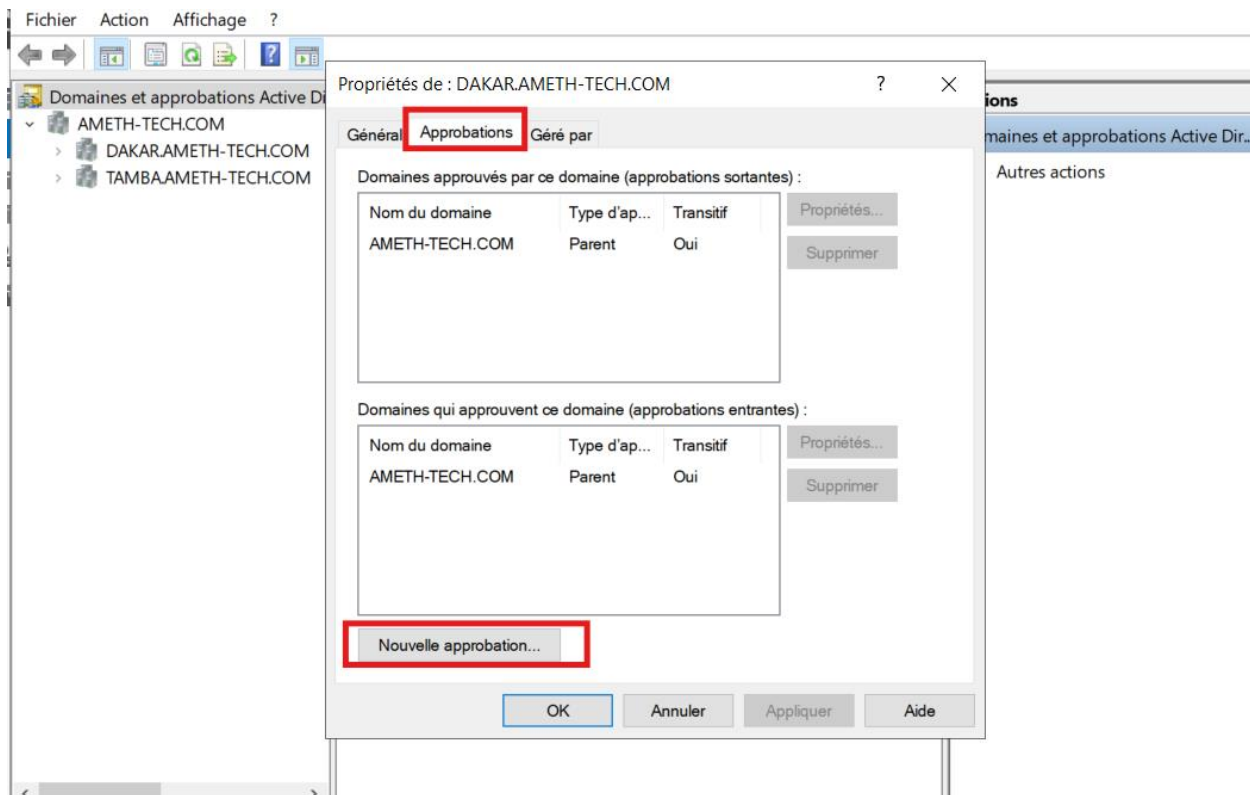 Fichier Action Affichage ?
Propriétés de : DAKAR.AMETH-TECH.COM ? ×
Domaines et approbations Active Di
AMETH-TECH.COM
DAKAR.AMETH-TECH.COM
TAMBA.AMETH-TECH.COM
Général Approbations Géré par
Domaines approuvés par ce domaine (approbations sortantes) :
Nom du domaine Type d'ap... Transitif
AMETH-TECH.COM Parent Oui
Propriétés...
Supprimer
Domaines qui approuvent ce domaine (approbations entrantes) :
Nom du domaine Type d'ap... Transitif
AMETH-TECH.COM Parent Oui
Propriétés...
Supprimer
Nouvelle approbation...
OK Annuler Appliquer Aide
ions
maines et approbations Active Dir...
Autres actions